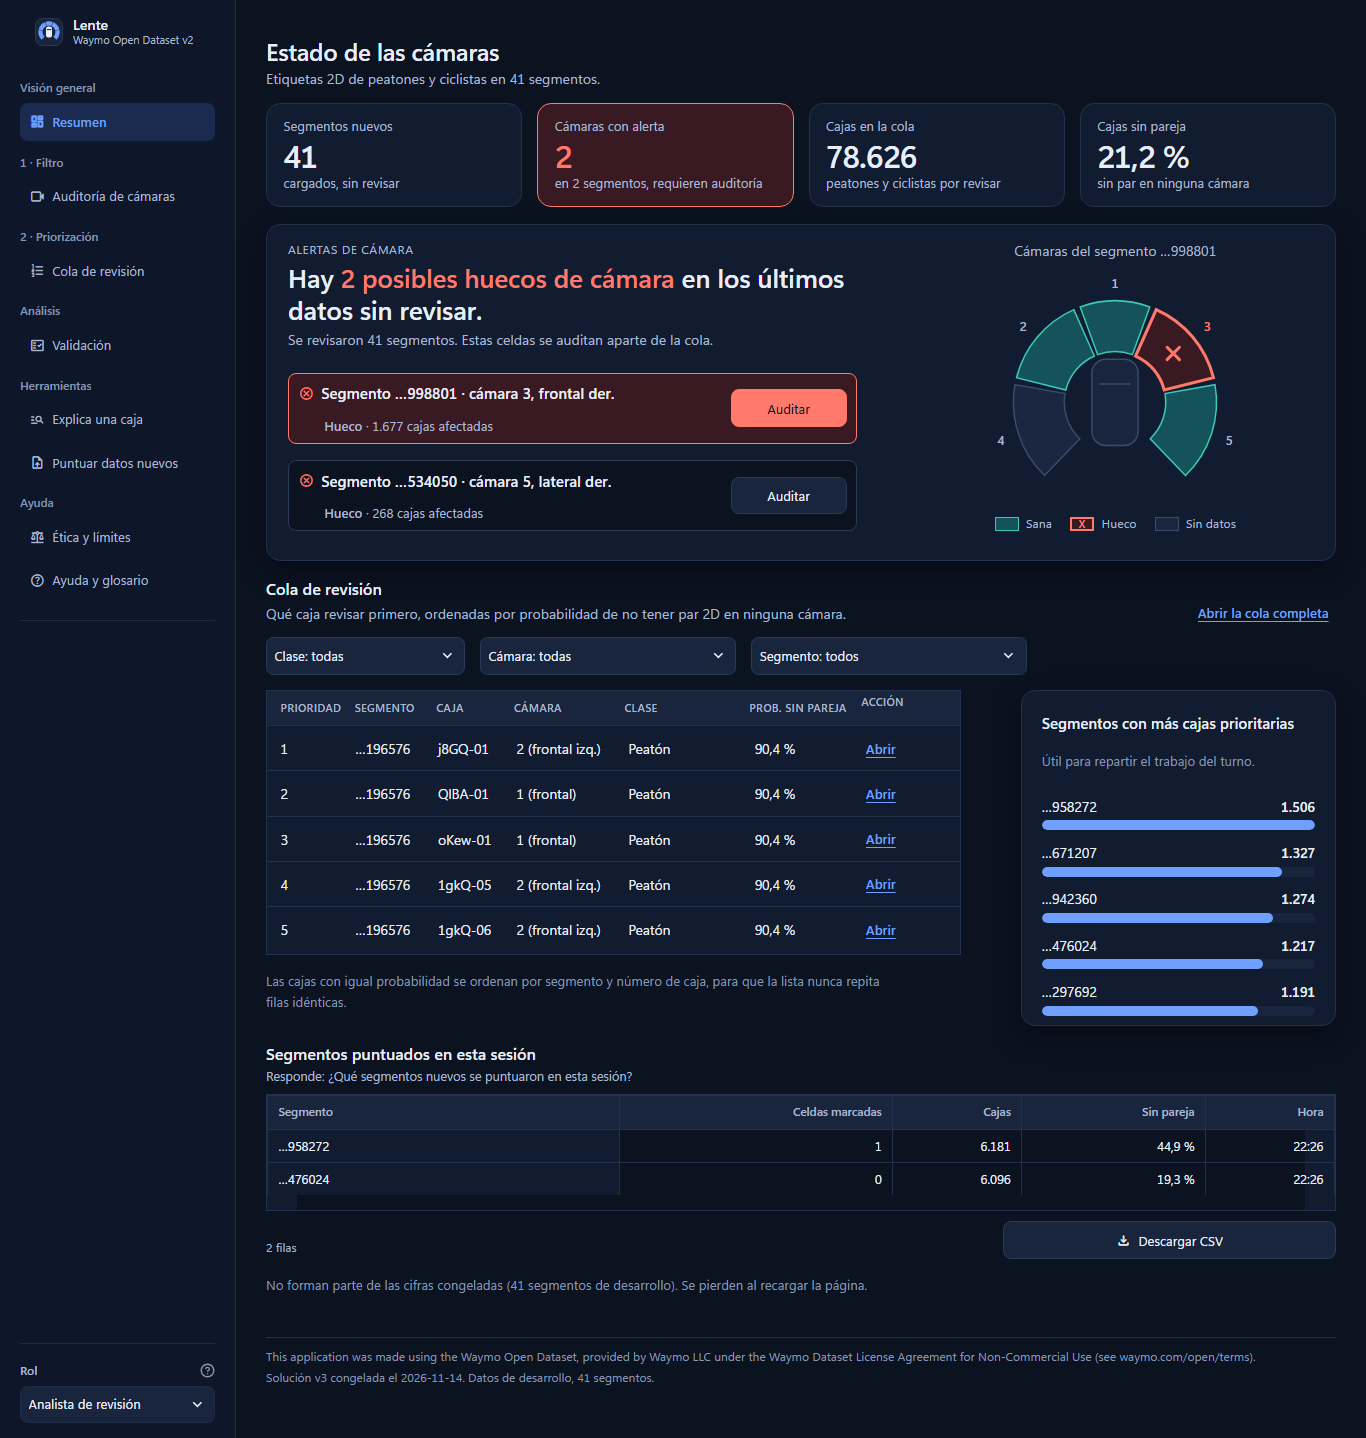 Lente
Waymo Open Dataset v2
Visión general
Resumen
1 · Filtro
Auditoría de cámaras
2 · Priorización
Cola de revisión
Análisis
Validación
Herramientas
Explica una caja
Puntuar datos nuevos
Ayuda
Ética y límites
Ayuda y glosario
Rol
Analista de revisión
Estado de las cámaras
Etiquetas 2D de peatones y ciclistas en 41 segmentos.
Segmentos nuevos
41
cargados, sin revisar
Cámaras con alerta
2
en 2 segmentos, requieren auditoría
Cajas en la cola
78.626
peatones y ciclistas por revisar
Cajas sin pareja
21,2 %
sin par en ninguna cámara
ALERTAS DE CÁMARA
Hay 2 posibles huecos de cámara en los últimos
datos sin revisar.
Se revisaron 41 segmentos. Estas celdas se auditan aparte de la cola.
Segmento ...998801 · cámara 3, frontal der.
Hueco · 1.677 cajas afectadas
Auditar
Segmento ...534050 · cámara 5, lateral der.
Hueco · 268 cajas afectadas
Auditar
Cámaras del segmento ...998801
1
2
3
4
5
Sana
X Hueco
Sin datos
Cola de revisión
Qué caja revisar primero, ordenadas por probabilidad de no tener par 2D en ninguna cámara.
Abrir la cola completa
Clase: todas
Cámara: todas
Segmento: todos
PRIORIDAD SEGMENTO CAJA CÁMARA CLASE PROB. SIN PAREJA ACCIÓN
1 ...196576 j8GQ-01 2 (frontal izq.) Peatón 90,4 % Abrir
2 ...196576 QlBA-01 1 (frontal) Peatón 90,4 % Abrir
3 ...196576 oKew-01 1 (frontal) Peatón 90,4 % Abrir
4 ...196576 1gkQ-05 2 (frontal izq.) Peatón 90,4 % Abrir
5 ...196576 1gkQ-06 2 (frontal izq.) Peatón 90,4 % Abrir
Las cajas con igual probabilidad se ordenan por segmento y número de caja, para que la lista nunca repita
filas idénticas.
Segmentos con más cajas prioritarias
Útil para repartir el trabajo del turno.
...958272 1.506
...671207 1.327
...942360 1.274
...476024 1.217
...297692 1.191
Segmentos puntuados en esta sesión
Responde: ¿Qué segmentos nuevos se puntuaron en esta sesión?
Segmento Celdas marcadas Cajas Sin pareja Hora
...958272 1 6.181 44,9 % 22:26
...476024 0 6.096 19,3 % 22:26
2 filas
Descargar CSV
No forman parte de las cifras congeladas (41 segmentos de desarrollo). Se pierden al recargar la página.
This application was made using the Waymo Open Dataset, provided by Waymo LLC under the Waymo Dataset License Agreement for Non-Commercial Use (see waymo.com/open/terms).
Solución v3 congelada el 2026-11-14. Datos de desarrollo, 41 segmentos.